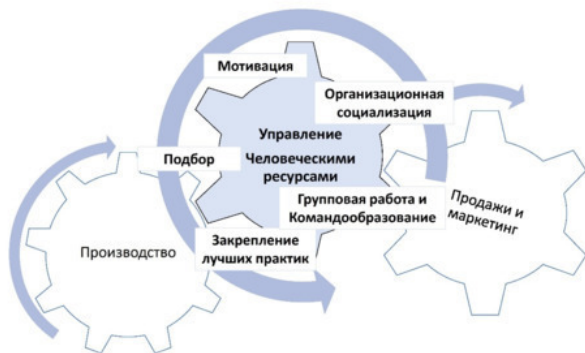 Мотивация
Организационная
социализация
Управление
Человеческими
ресурсами
Подбор
Групповая работа и
Командообразование
Продажи и
маркетинг
Закрепление
лучших практик
Производство